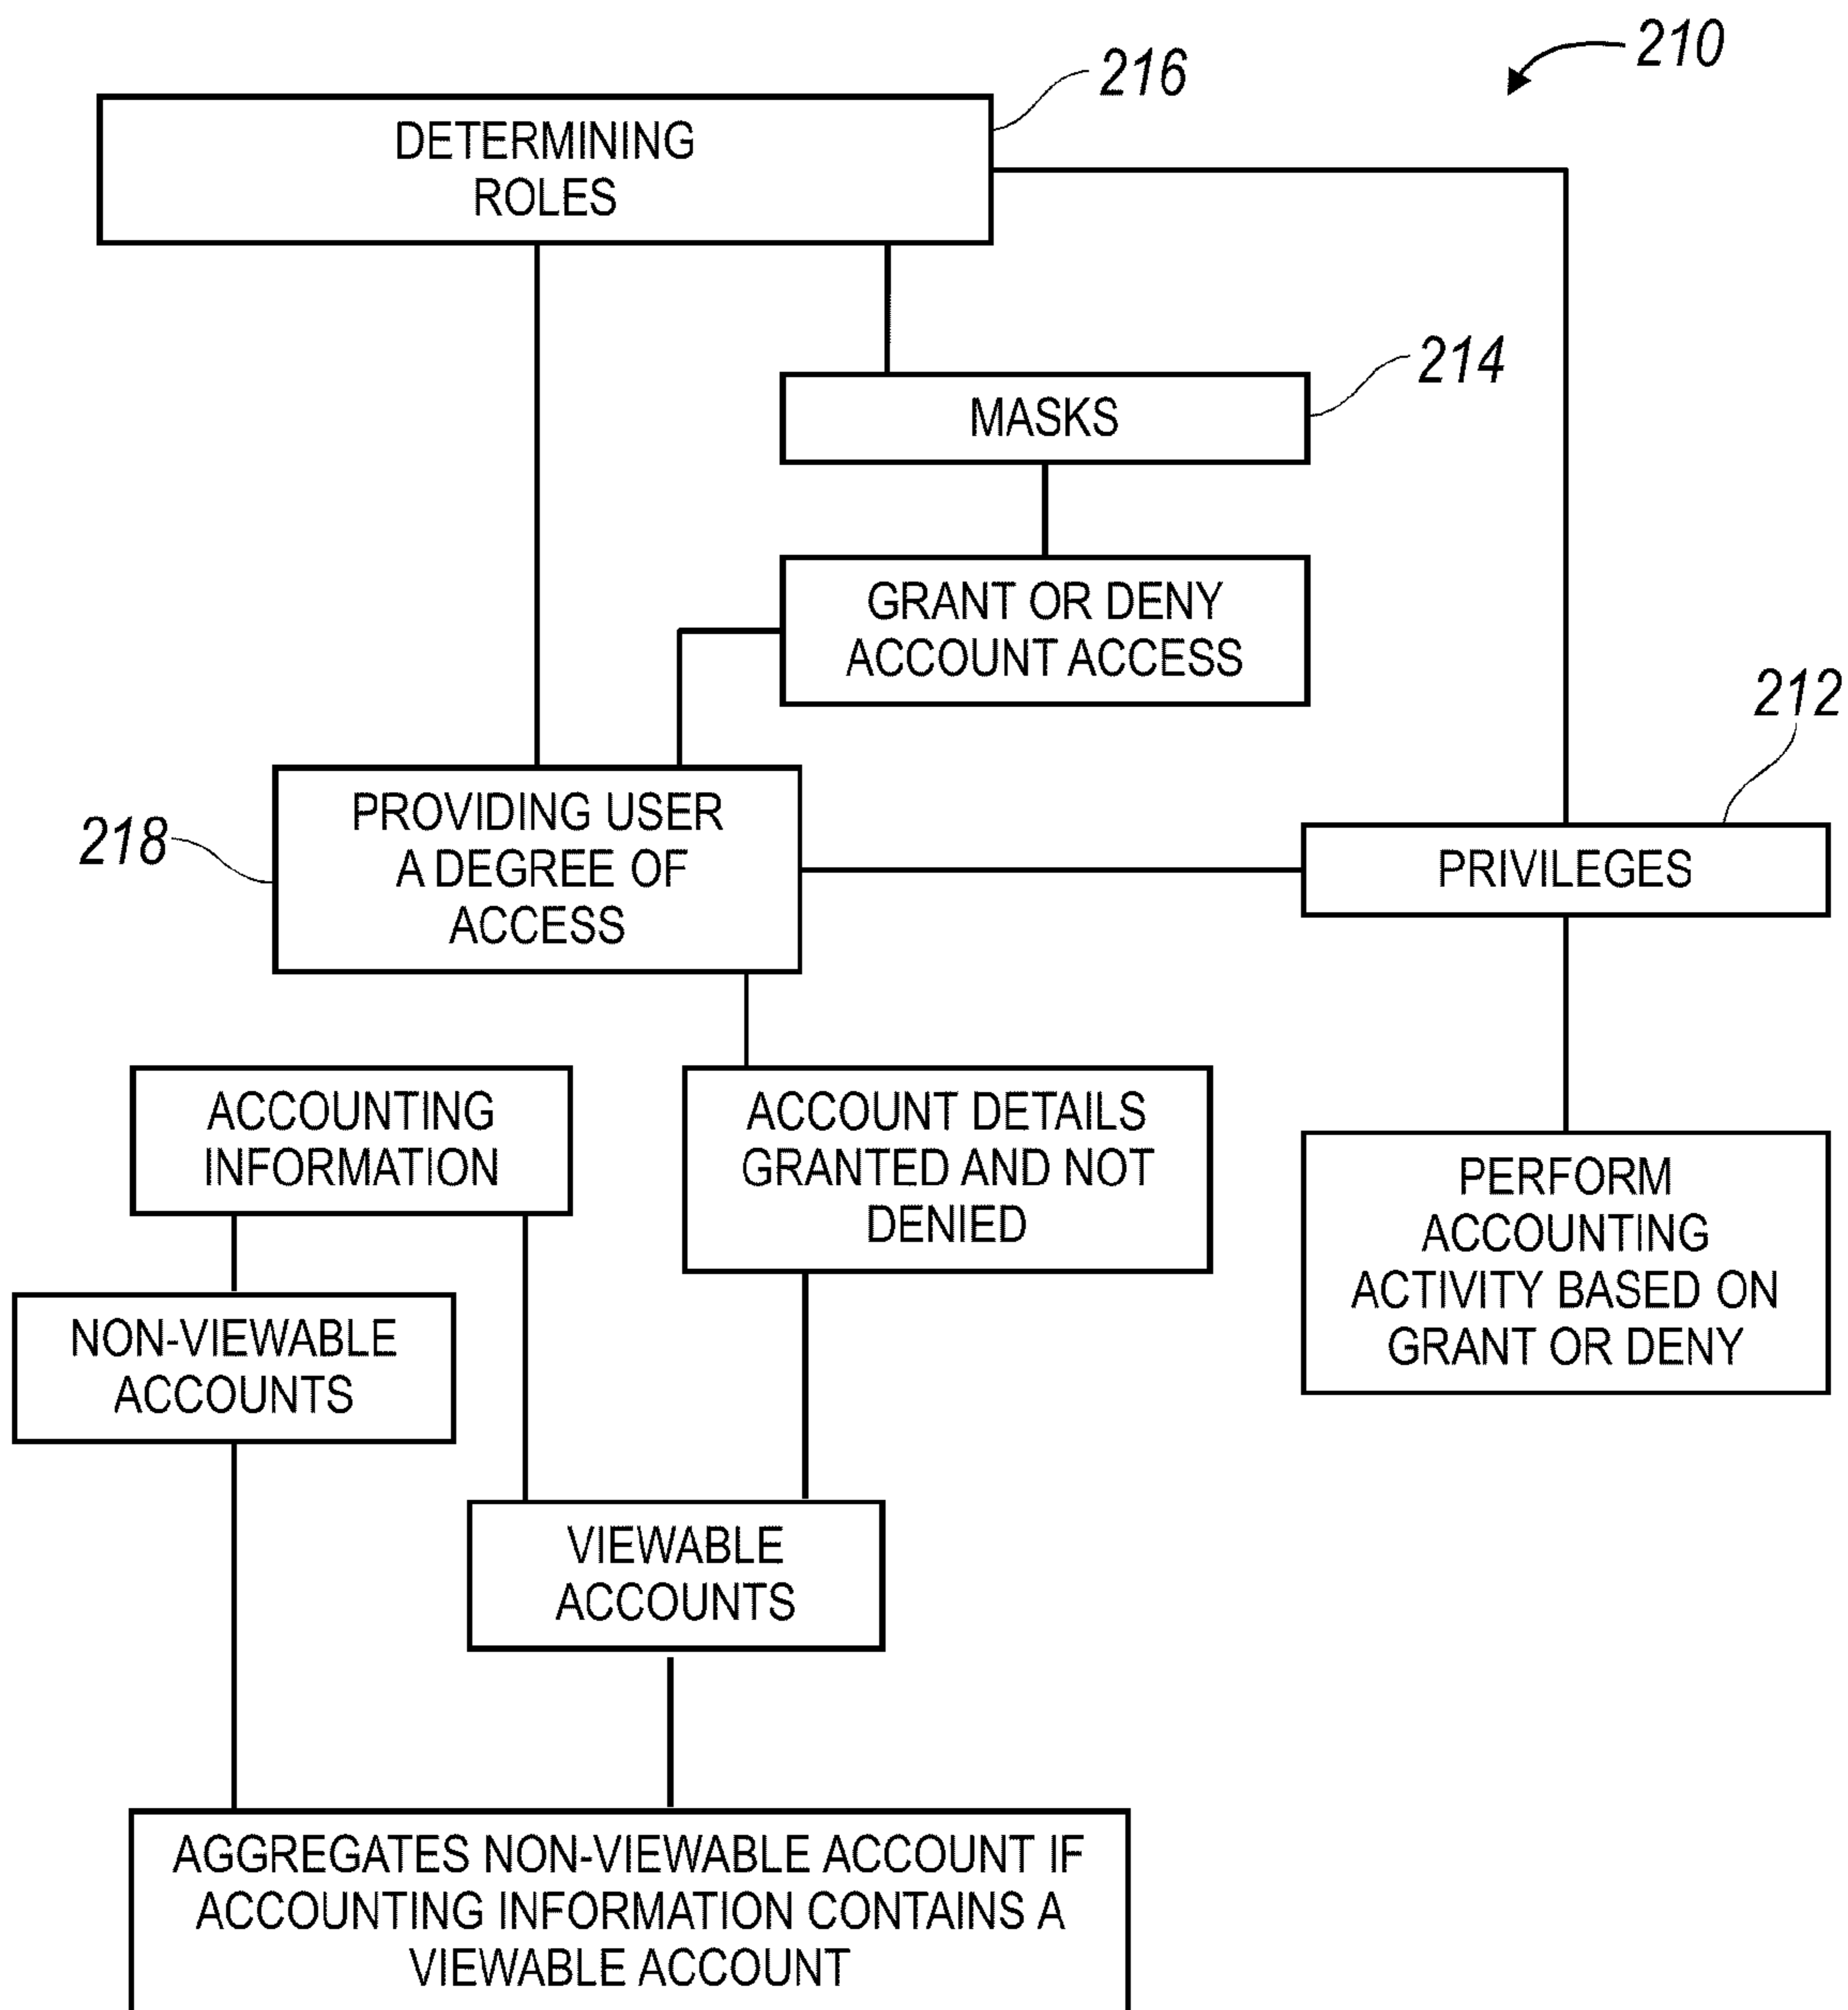 210
216
DETERMINING
ROLES
214
MASKS
GRANT OR DENY
ACCOUNT ACCESS
212
218
PROVIDING USER
A DEGREE OF
ACCESS
PRIVILEGES
ACCOUNTING
INFORMATION
ACCOUNT DETAILS
GRANTED AND NOT
DENIED
PERFORM
ACCOUNTING
ACTIVITY BASED ON
GRANT OR DENY
NON-VIEWABLE
ACCOUNTS
VIEWABLE
ACCOUNTS
AGGREGATES NON-VIEWABLE ACCOUNT IF
ACCOUNTING INFORMATION CONTAINS A
VIEWABLE ACCOUNT